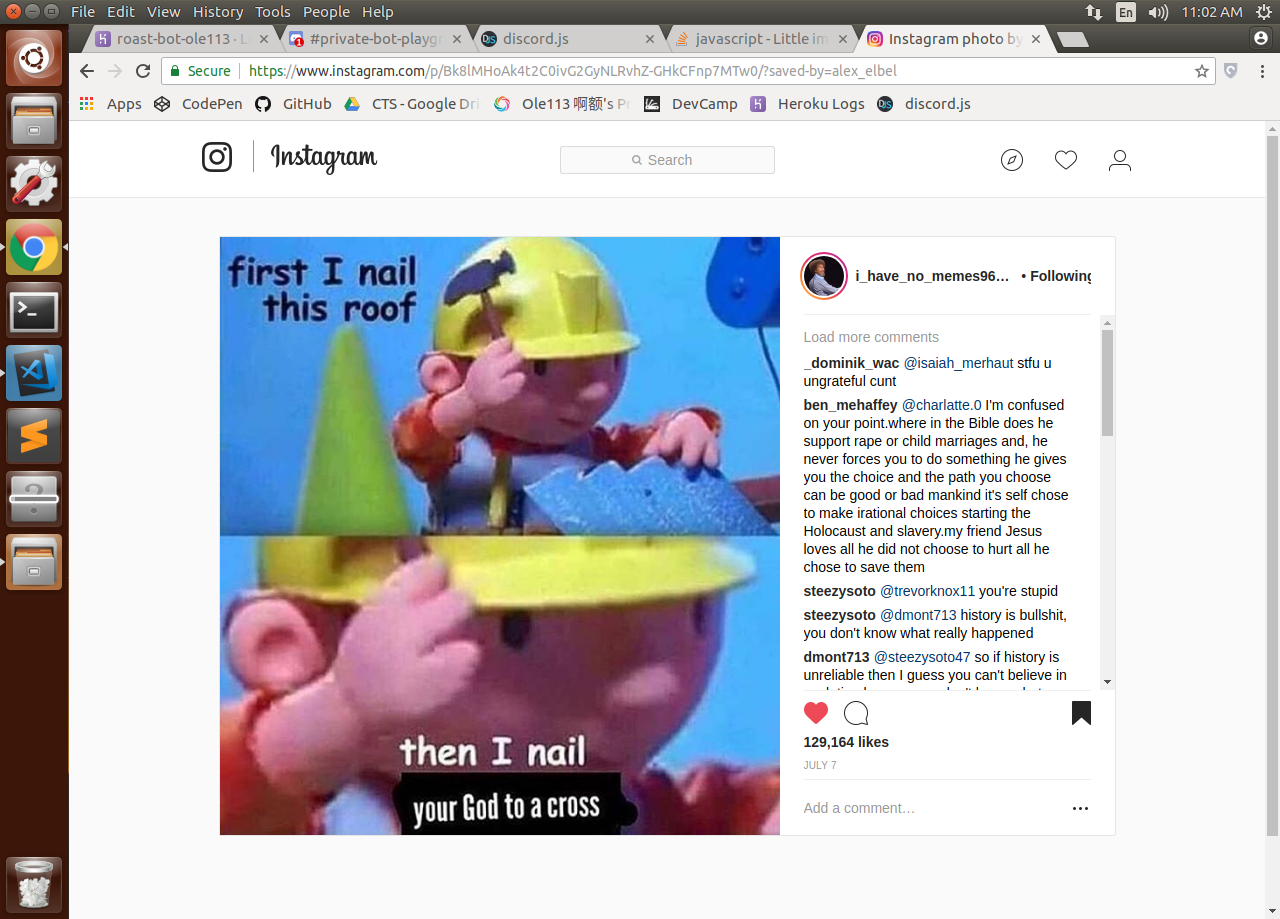 File Edit View History Tools People Help
En 11:02 AM
roast-bot-ole113 · L
#private-bot-playgr
discord.js
javascript - Little im
Instagram photo by
Secure https://www.instagram.com/p/Bk8lMHoAk4t2C0ivG2GyNLRvhZ-GHkCFnp7MTw0/?saved-by=alex_elbel
Apps CodePen GitHub CTS - Google Dri Ole113 啊额's Pr DevCamp Heroku Logs discord.js
Instagram
Search
first I nail
this roof
then I nail
your God to a cross
i_have_no_memes96… • Following
Load more comments
_dominik_wac @isaiah_merhaut stfu u
ungrateful cunt
ben_mehaffey @charlatte.0 I'm confused
on your point.where in the Bible does he
support rape or child marriages and, he
never forces you to do something he gives
you the choice and the path you choose
can be good or bad mankind it's self chose
to make irational choices starting the
Holocaust and slavery.my friend Jesus
loves all he did not choose to hurt all he
chose to save them
steezysoto @trevorknox11 you're stupid
steezysoto @dmont713 history is bullshit,
you don't know what really happened
dmont713 @steezysoto47 so if history is
unreliable then I guess you can't believe in
129,164 likes
JULY 7
Add a comment…